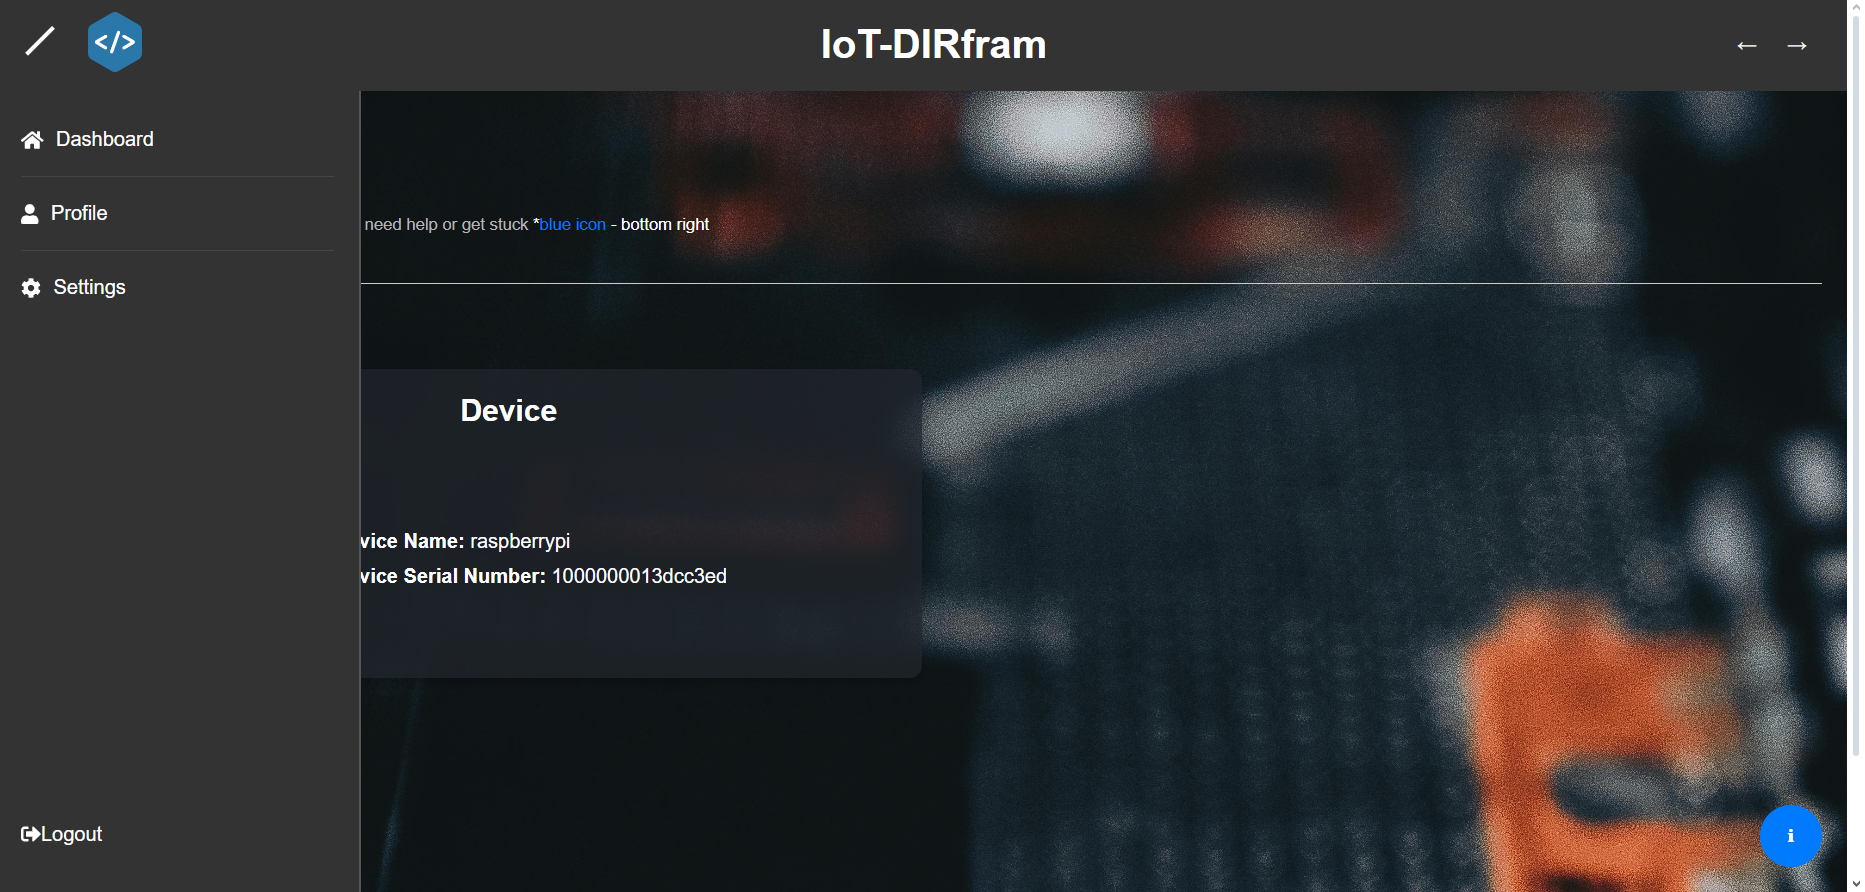 </>
IoT-DIRfram
← →
Dashboard
Profile
need help or get stuck *blue icon - bottom right
Settings
Device
vice Name: raspberrypi
vice Serial Number: 1000000013dcc3ed
Logout
i